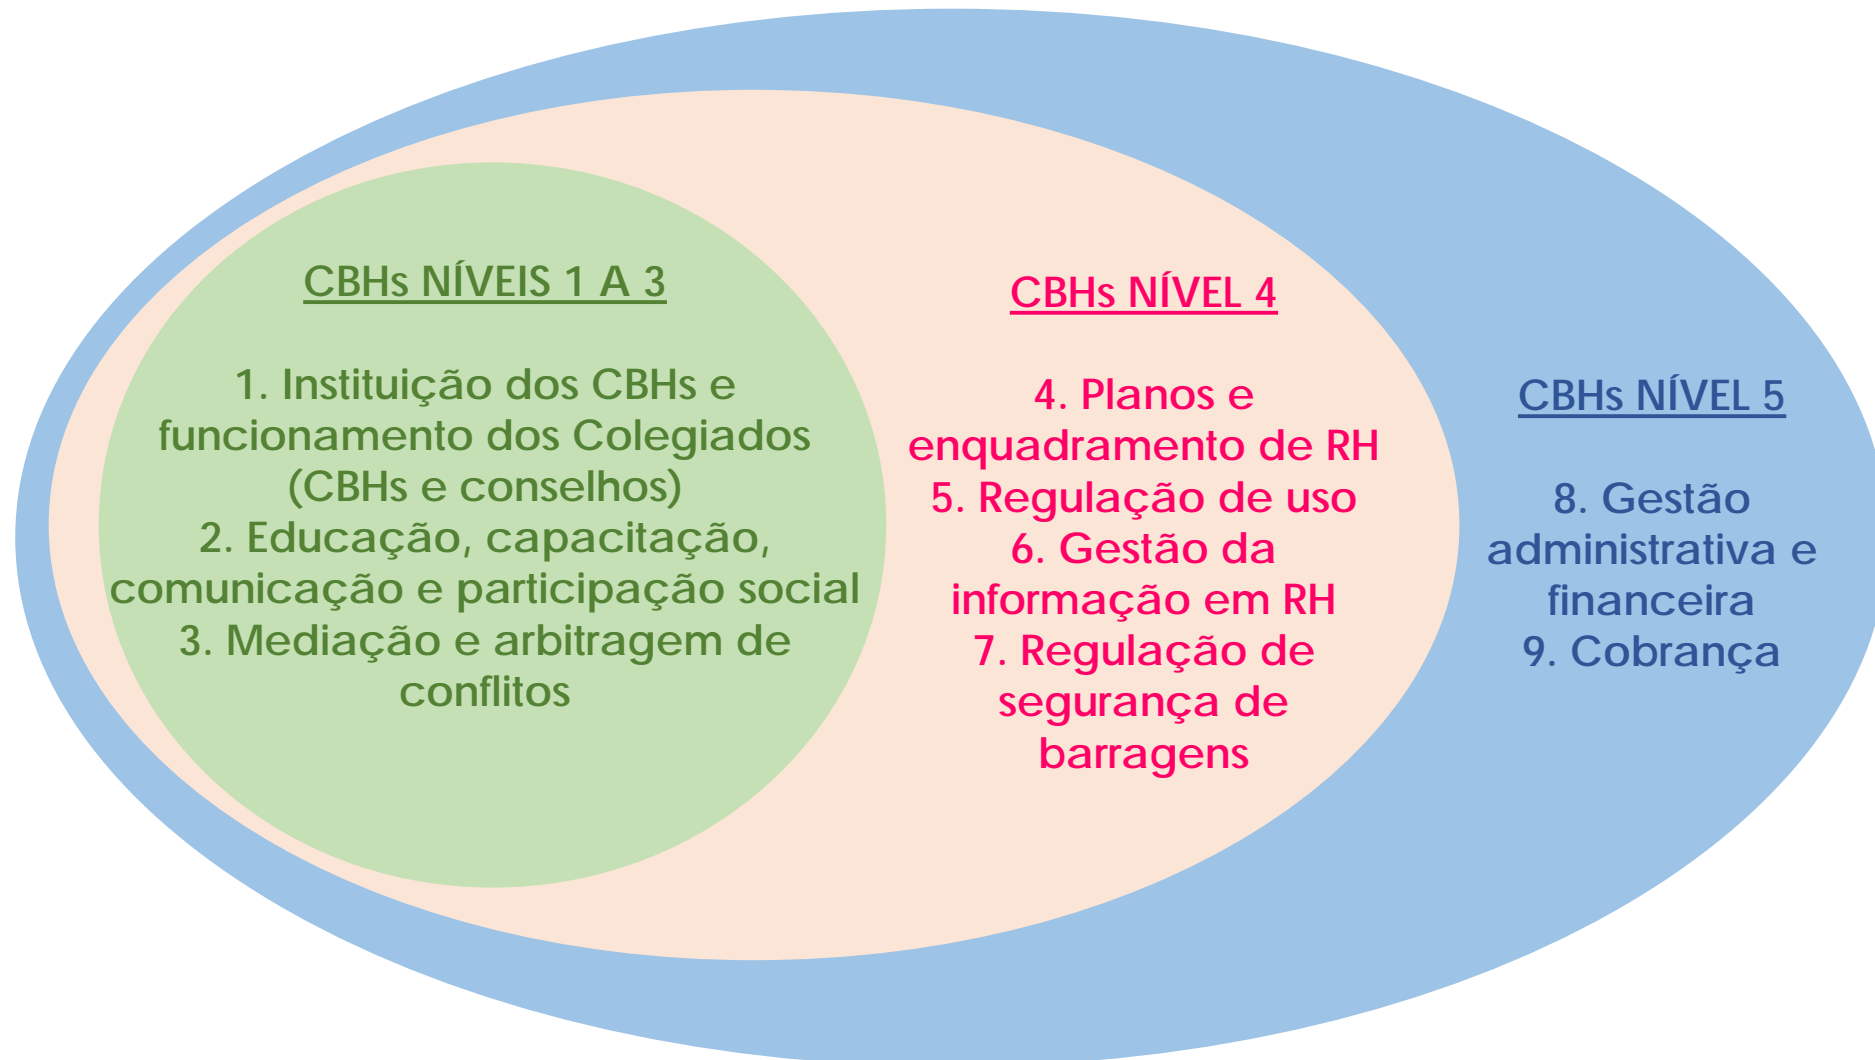 CBHs NÍVEIS 1 A 3
1. Instituição dos CBHs e
funcionamento dos Colegiados
(CBHs e conselhos)
2. Educação, capacitação,
comunicação e participação social
3. Mediação e arbitragem de
conflitos
CBHs NÍVEL 4
4. Planos e
enquadramento de RH
5. Regulação de uso
6. Gestão da
informação em RH
7. Regulação de
segurança de
barragens
CBHs NÍVEL 5
8. Gestão
administrativa e
financeira
9. Cobrança